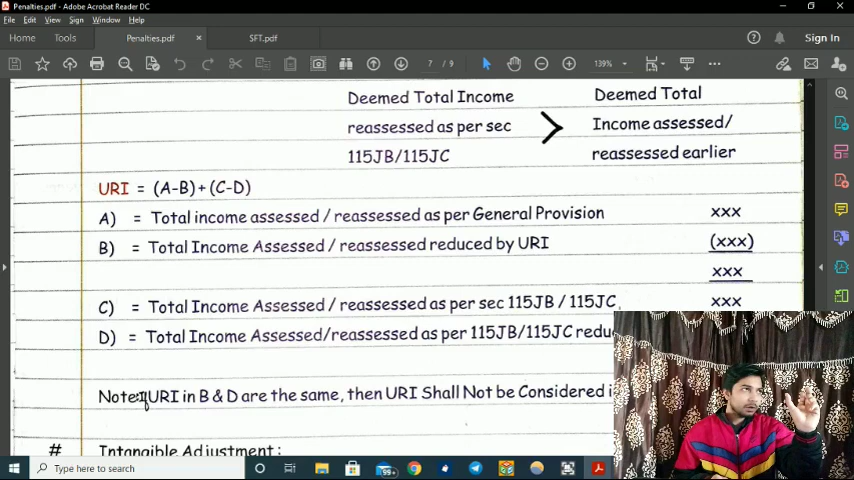 Penalties.pdf - Adobe Acrobat Reader DC
File Edit View Sign Window Help
Home Tools Penalties.pdf × SFT.pdf Sign In
7 / 9 139%
Deemed Total Income
reassessed as per sec
115JB/115JC
>
Deemed Total
Income assessed/
reassessed earlier
URI = (A-B)+(C-D)
A) = Total income assessed / reassessed as per General Provision xxx
B) = Total Income Assessed / reassessed reduced by URI (xxx)
xxx
C) = Total Income Assessed / reassessed as per sec 115JB / 115JC, xxx
D) = Total Income Assessed/reassessed as per 115JB/115JC redu
Note: URI in B & D are the same, then URI Shall Not be Considered i
# Intangible Adjustment:
Type here to search
99+